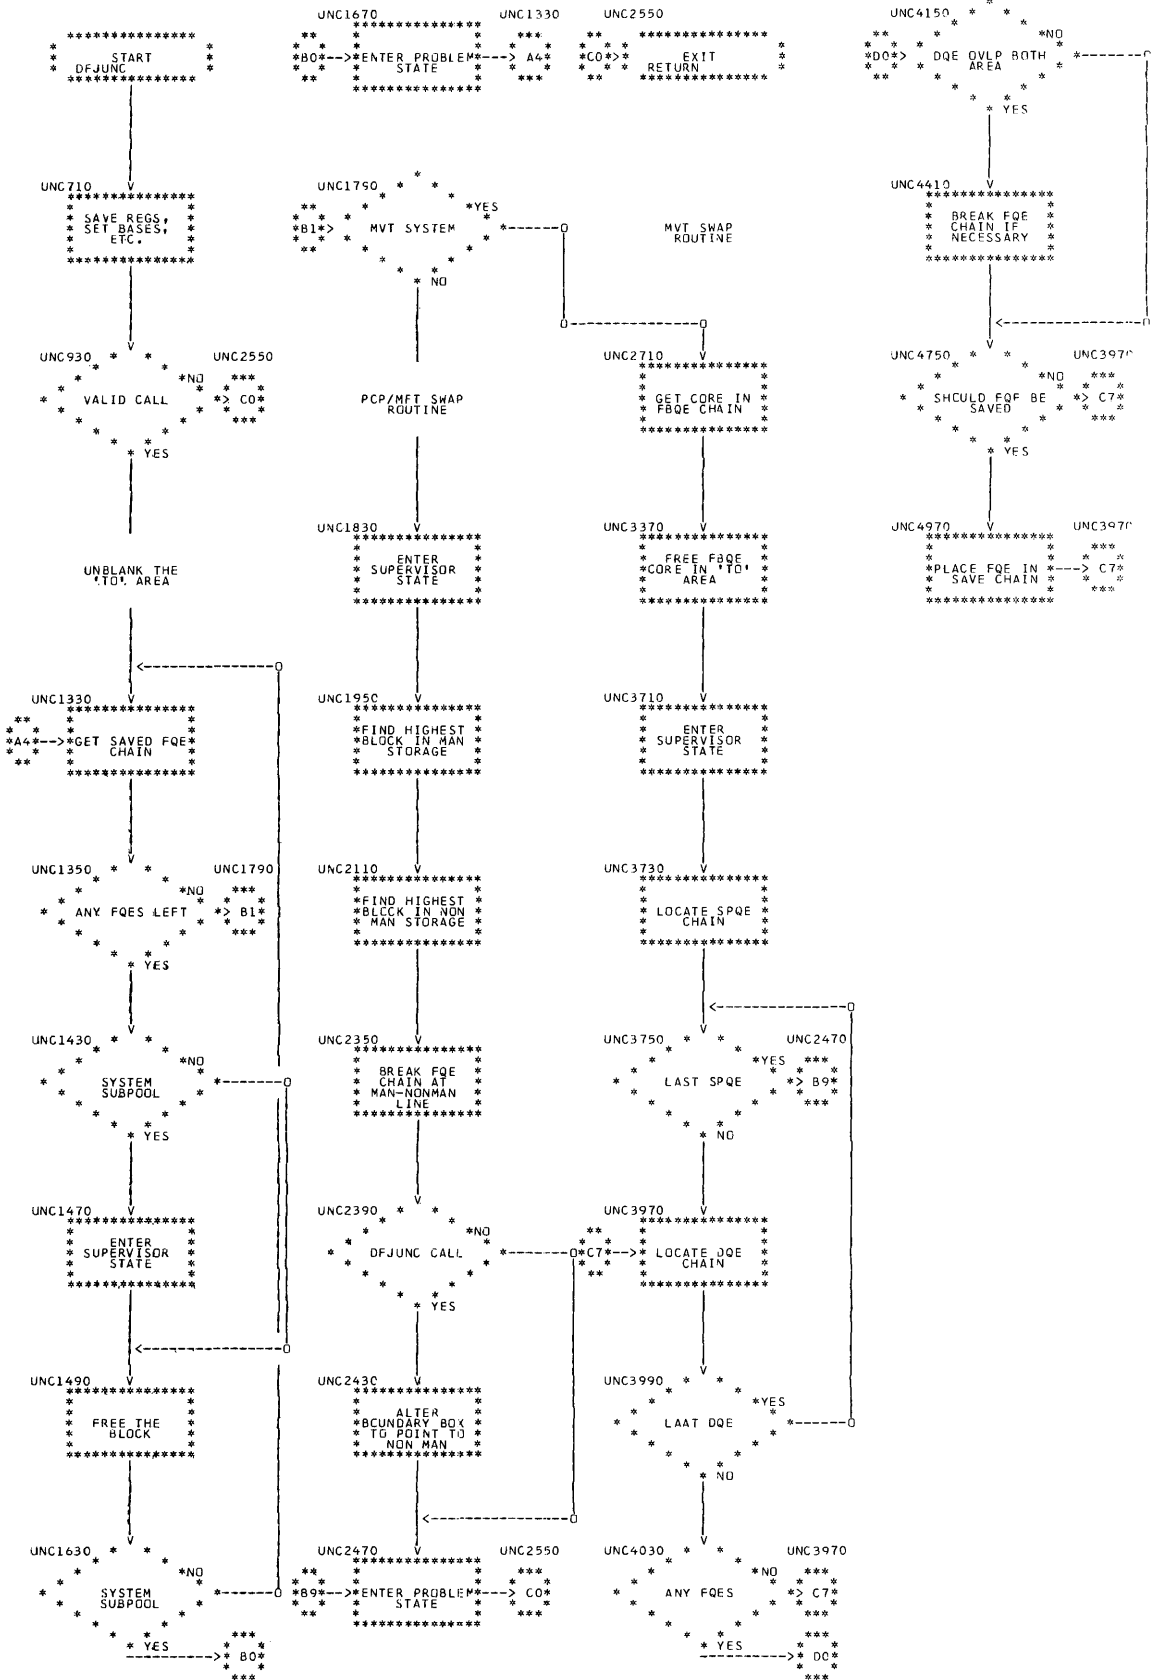 START
DFJUNC
UNC710
SAVE REGS,
SET BASES,
ETC.
UNC930
UNC2550
VALID CALL
NO
C0
YES
UNBLANK THE
'TO' AREA
UNC1330
A4
GET SAVED FQE
CHAIN
UNC1350
UNC1790
ANY FQES LEFT
NO
B1
YES
UNC1430
SYSTEM
SUBPOOL
NO
YES
UNC1470
ENTER
SUPERVISOR
STATE
UNC1490
FREE THE
BLOCK
UNC1630
SYSTEM
SUBPOOL
NO
YES
B0
UNC1670
UNC1330
B0
ENTER PROBLEM
STATE
A4
UNC1790
B1
MVT SYSTEM
YES
NO
PCP/MFT SWAP
ROUTINE
UNC1830
ENTER
SUPERVISOR
STATE
UNC1950
FIND HIGHEST
BLOCK IN MAN
STORAGE
UNC2110
FIND HIGHEST
BLOCK IN NON
MAN STORAGE
UNC2350
BREAK FQE
CHAIN AT
MAN-NONMAN
LINE
UNC2390
DFJUNC CALL
NO
YES
UNC2430
ALTER
BOUNDARY BOX
TO POINT TO
NON MAN
UNC2470
UNC2550
B9
ENTER PROBLEM
STATE
C0
UNC2550
C0
EXIT
RETURN
MVT SWAP
ROUTINE
UNC2710
GET CORE IN
FBQE CHAIN
UNC3370
FREE FBQE
CORE IN 'TO'
AREA
UNC3710
ENTER
SUPERVISOR
STATE
UNC3730
LOCATE SPQE
CHAIN
UNC3750
UNC2470
LAST SPQE
YES
B9
NO
UNC3970
C7
LOCATE DQE
CHAIN
UNC3990
LAAT DQE
YES
NO
UNC4030
UNC3970
ANY FQES
NO
C7
YES
D0
UNC4150
D0
DQE OVLP BOTH
AREA
NO
YES
UNC4410
BREAK FQE
CHAIN IF
NECESSARY
UNC4750
UNC3970
SHOULD FQE BE
SAVED
NO
C7
YES
UNC4970
UNC3970
PLACE FQE IN
SAVE CHAIN
C7